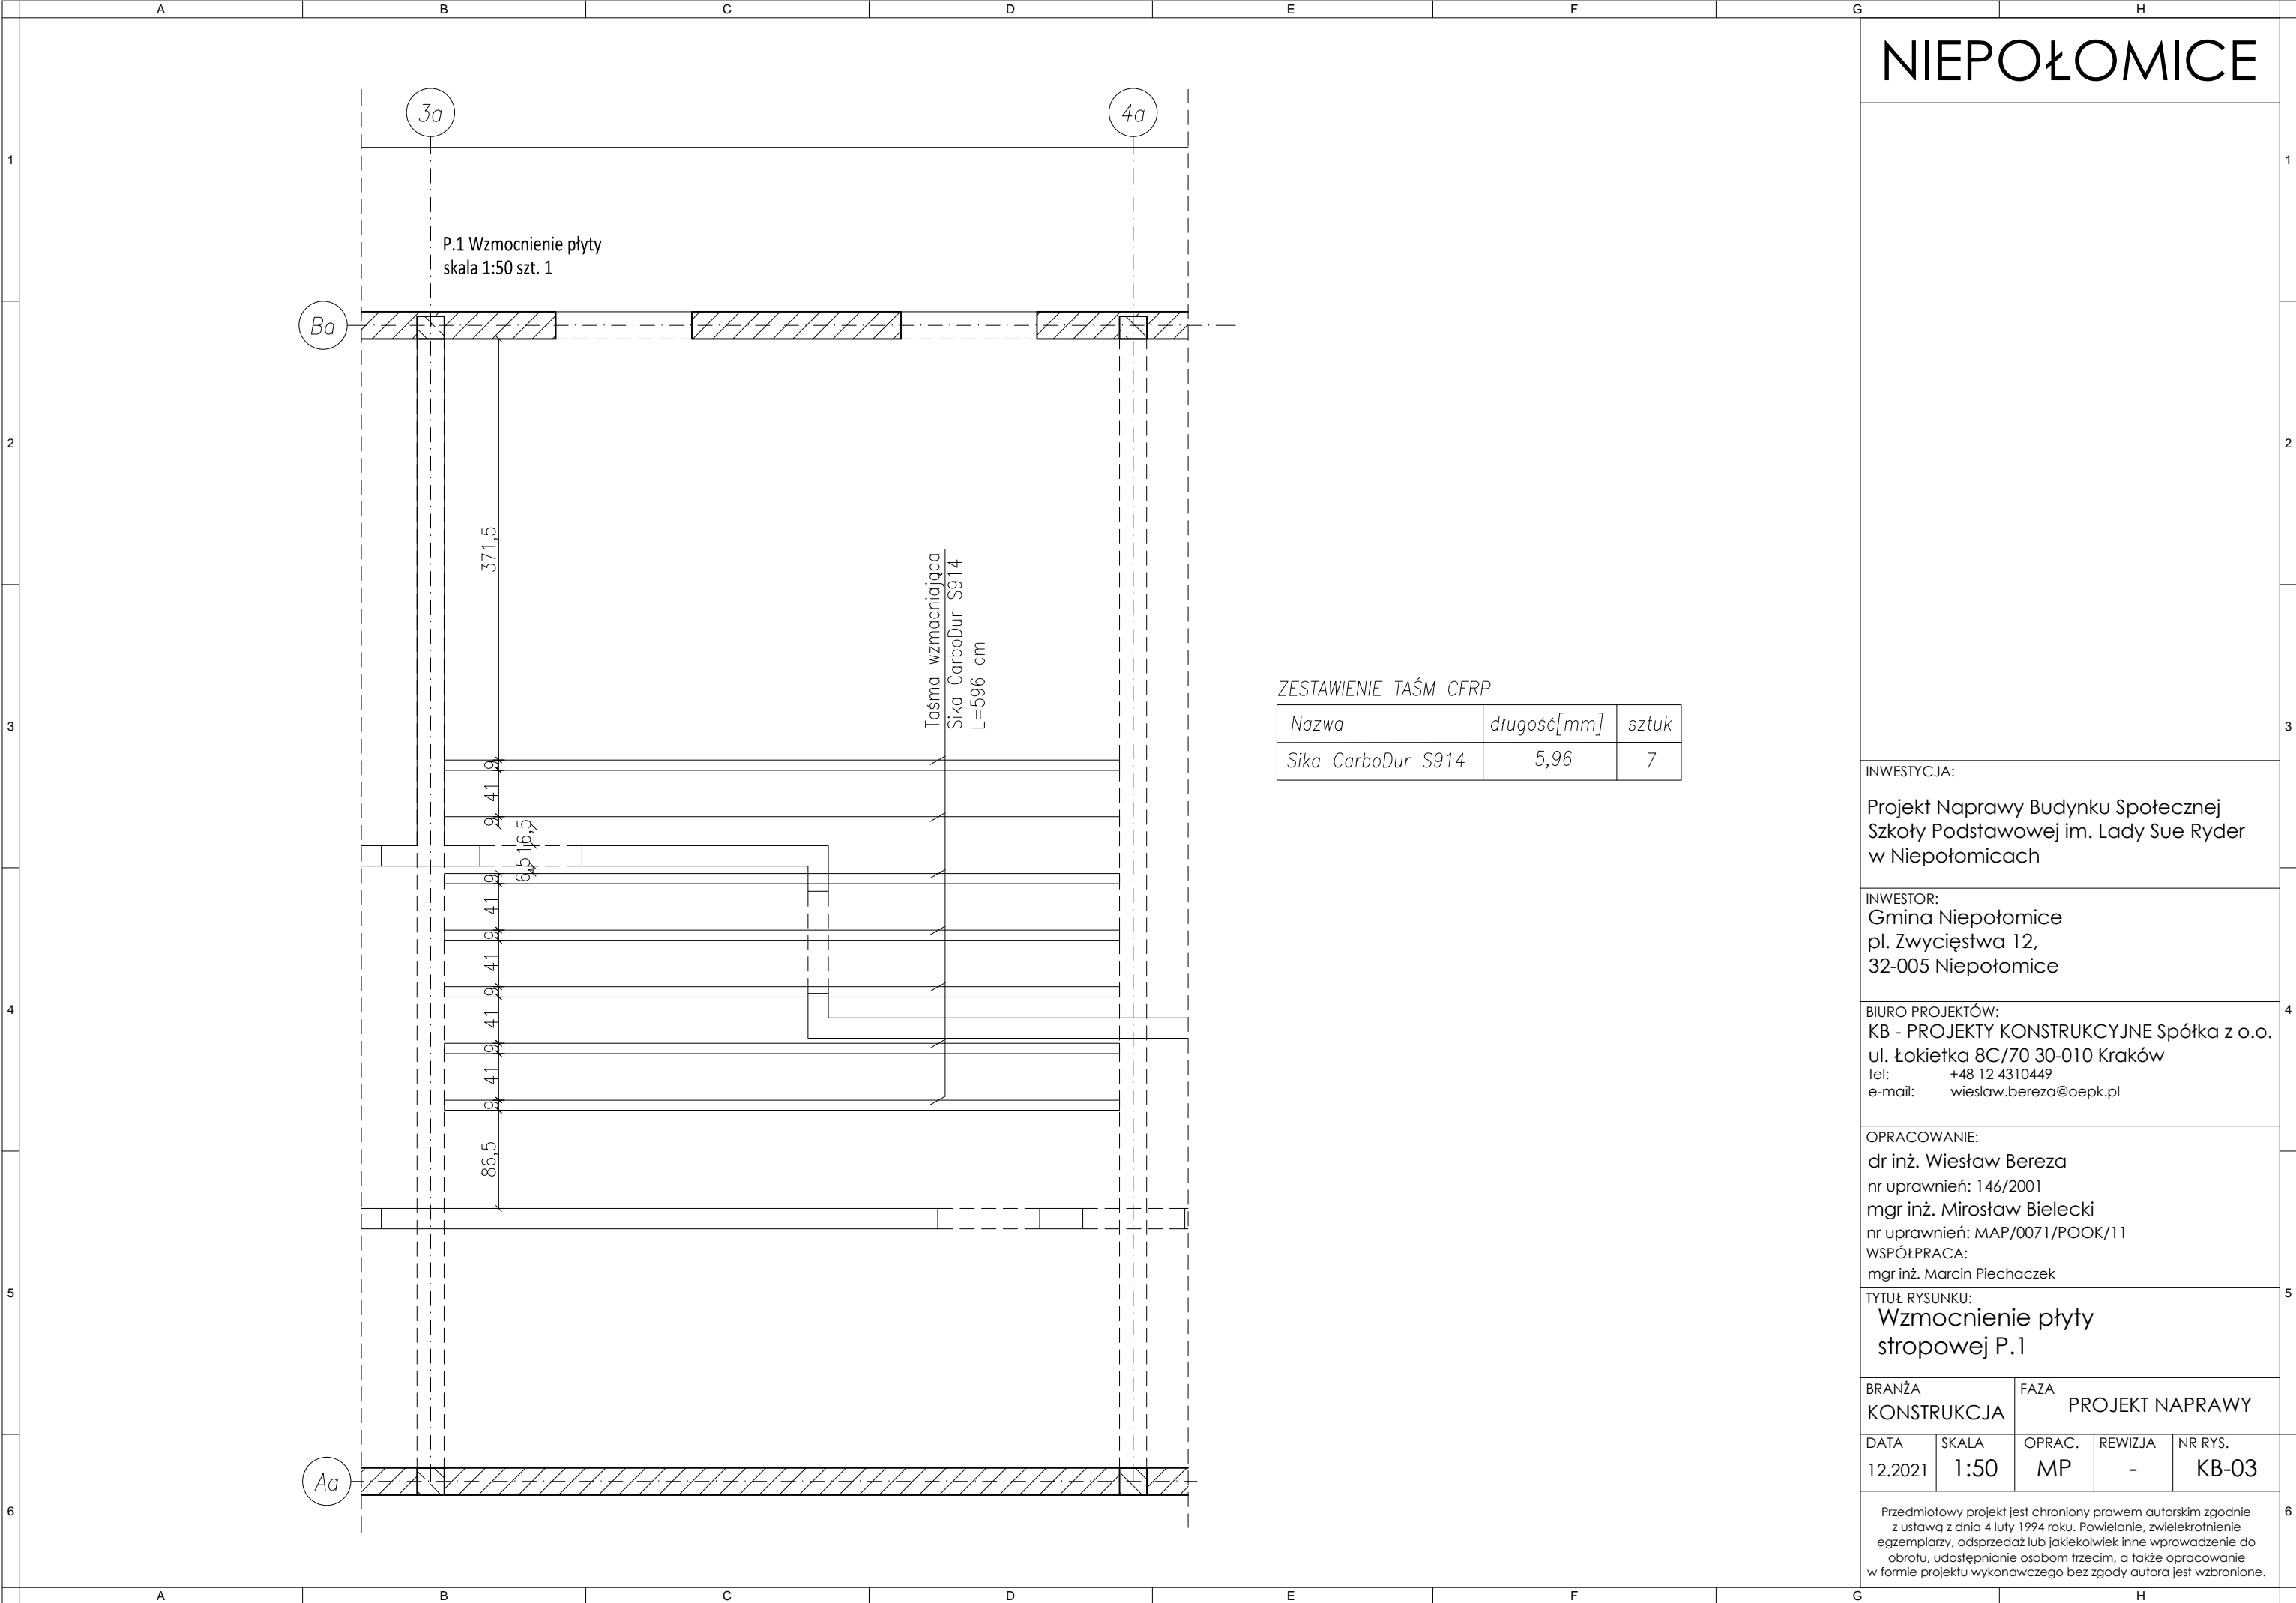 A B C D E F G H
NIEPOŁOMICE
3a
4a
1
1
P.1 Wzmocnienie płyty
skala 1:50 szt. 1
Ba
2
2
371,5
Taśma wzmacniająca
Sika CarboDur S914
L=596 cm
ZESTAWIENIE TAŚM CFRP
Nazwa długość[mm] sztuk
Sika CarboDur S914 5,96 7
3
3
9
41
9
16,5
6,5
9
41
9
41
9
41
9
41
9
86,5
4
4
5
5
Aa
6
6
INWESTYCJA:
Projekt Naprawy Budynku Społecznej
Szkoły Podstawowej im. Lady Sue Ryder
w Niepołomicach
INWESTOR:
Gmina Niepołomice
pl. Zwycięstwa 12,
32-005 Niepołomice
BIURO PROJEKTÓW:
KB - PROJEKTY KONSTRUKCYJNE Spółka z o.o.
ul. Łokietka 8C/70 30-010 Kraków
tel: +48 12 4310449
e-mail: wieslaw.bereza@oepk.pl
OPRACOWANIE:
dr inż. Wiesław Bereza
nr uprawnień: 146/2001
mgr inż. Mirosław Bielecki
nr uprawnień: MAP/0071/POOK/11
WSPÓŁPRACA:
mgr inż. Marcin Piechaczek
TYTUŁ RYSUNKU:
Wzmocnienie płyty
stropowej P.1
BRANŻA FAZA
KONSTRUKCJA PROJEKT NAPRAWY
DATA SKALA OPRAC. REWIZJA NR RYS.
12.2021 1:50 MP - KB-03
Przedmiotowy projekt jest chroniony prawem autorskim zgodnie
z ustawą z dnia 4 luty 1994 roku. Powielanie, zwielekrotnienie
egzemplarzy, odsprzedaż lub jakiekolwiek inne wprowadzenie do
obrotu, udostępnianie osobom trzecim, a także opracowanie
w formie projektu wykonawczego bez zgody autora jest wzbronione.
A B C D E F G H